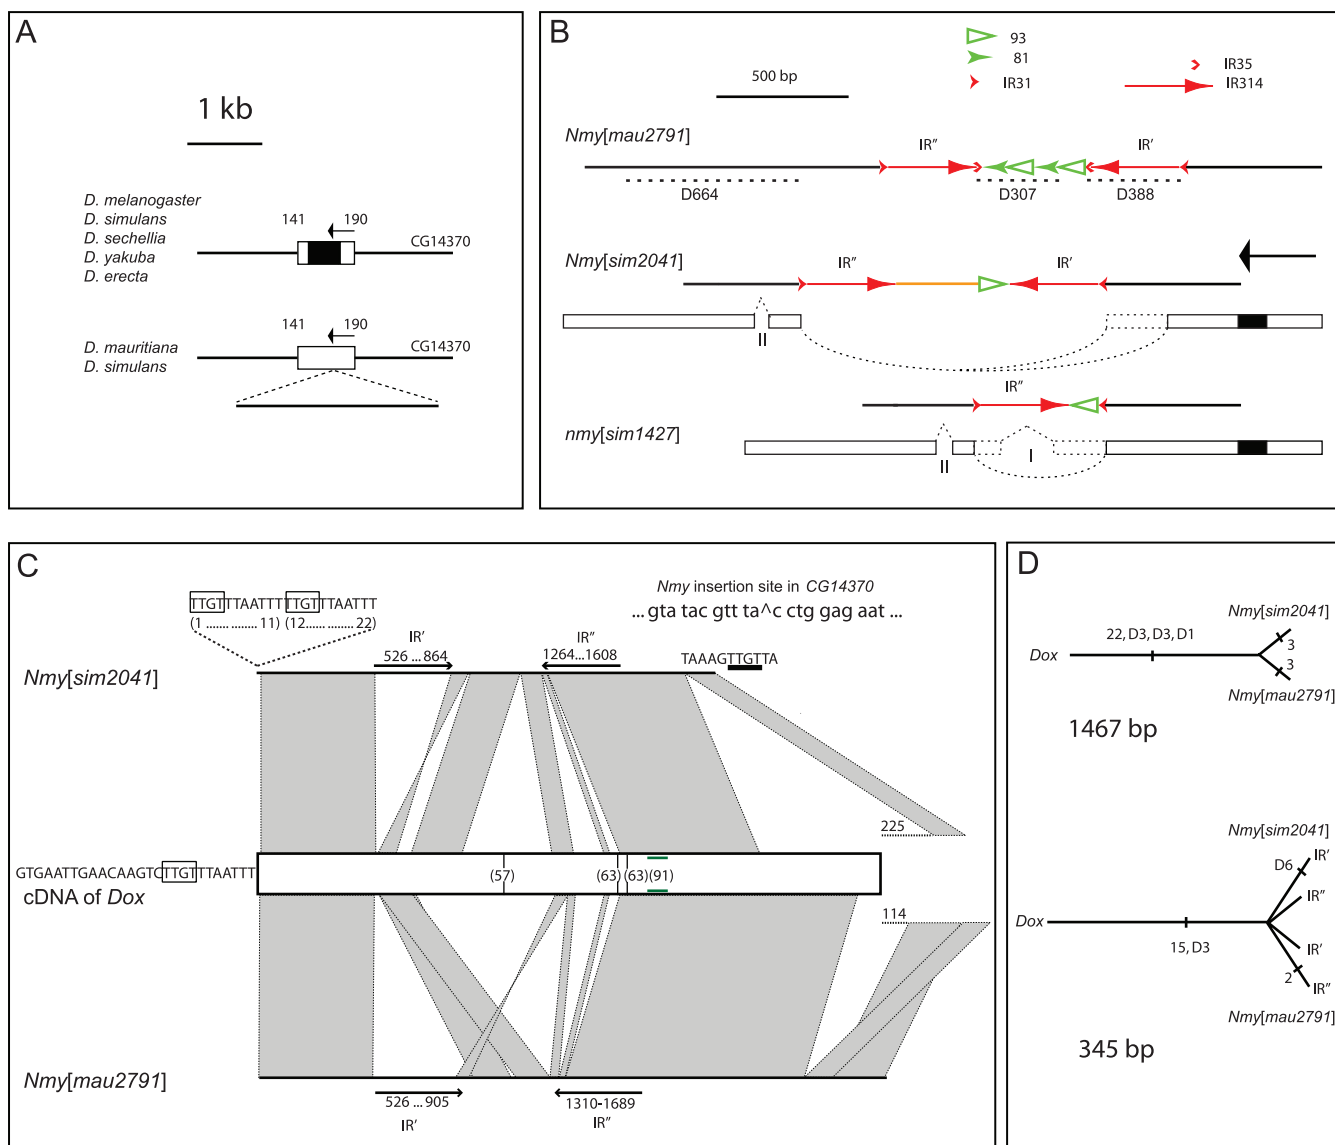 A
1 kb
D. melanogaster
D. simulans
D. sechellia
D. yakuba
D. erecta
141
190
CG14370
D. mauritiana
D. simulans
141
190
CG14370
B
93
81
IR31
IR35
IR314
500 bp
Nmy[mau2791]
IR″
IR′
D664
D307
D388
Nmy[sim2041]
IR″
IR′
II
IR″
nmy[sim1427]
II
I
C
TTGTTTAATTTTTGTTTAATTT
(1 ...... ........ 11) (12...... ........ 22)
Nmy insertion site in CG14370
... gta tac gtt ta^c ctg gag aat ...
IR′
526 ... 864
IR″
1264...1608
TAAAGTTGTTA
Nmy[sim2041]
225
GTGAATTGAACAAGTCTTGTTTAATTT
cDNA of Dox
(57)
(63)
(63)
(91)
114
Nmy[mau2791]
526 ... 905
IR′
1310-1689
IR″
D
Nmy[sim2041]
22, D3, D3, D1
3
Dox
3
Nmy[mau2791]
1467 bp
Nmy[sim2041]
D6
IR′
IR″
Dox
15, D3
IR′
2
IR″
Nmy[mau2791]
345 bp